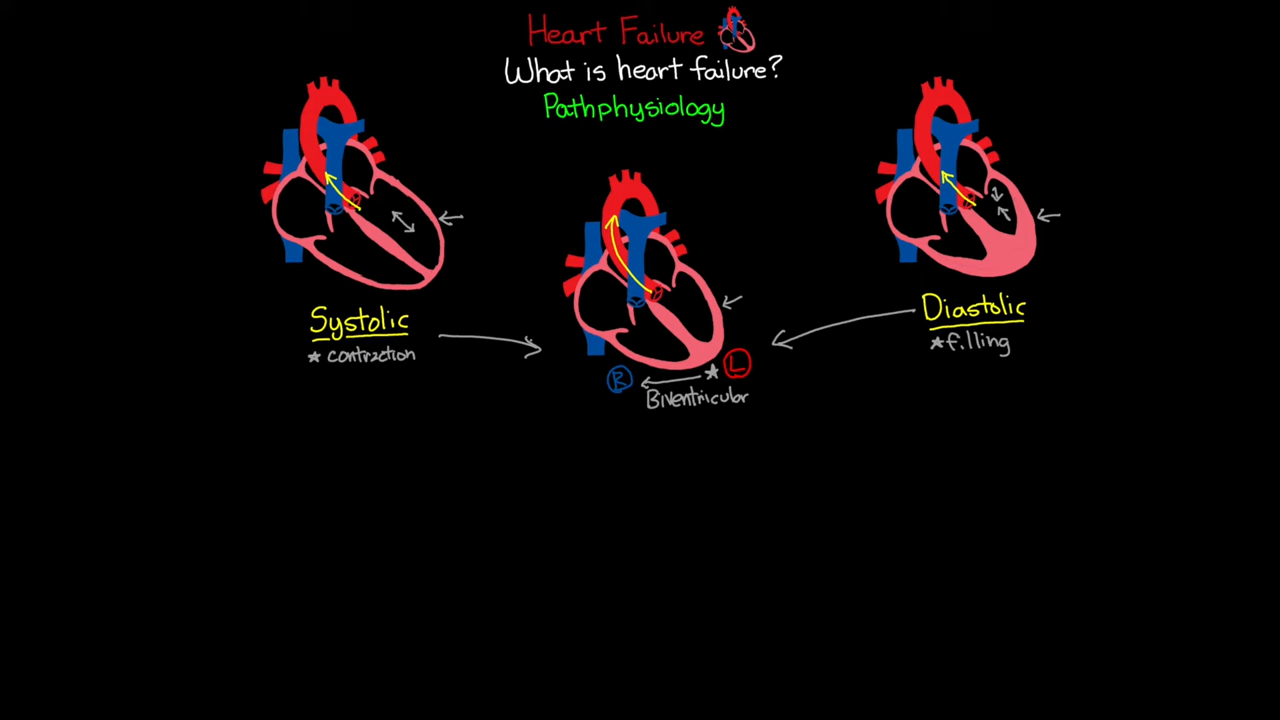 Heart Failure
What is heart failure?
Pathphysiology
Systolic
* contraction
Diastolic
* filling
R
* L
Biventricular